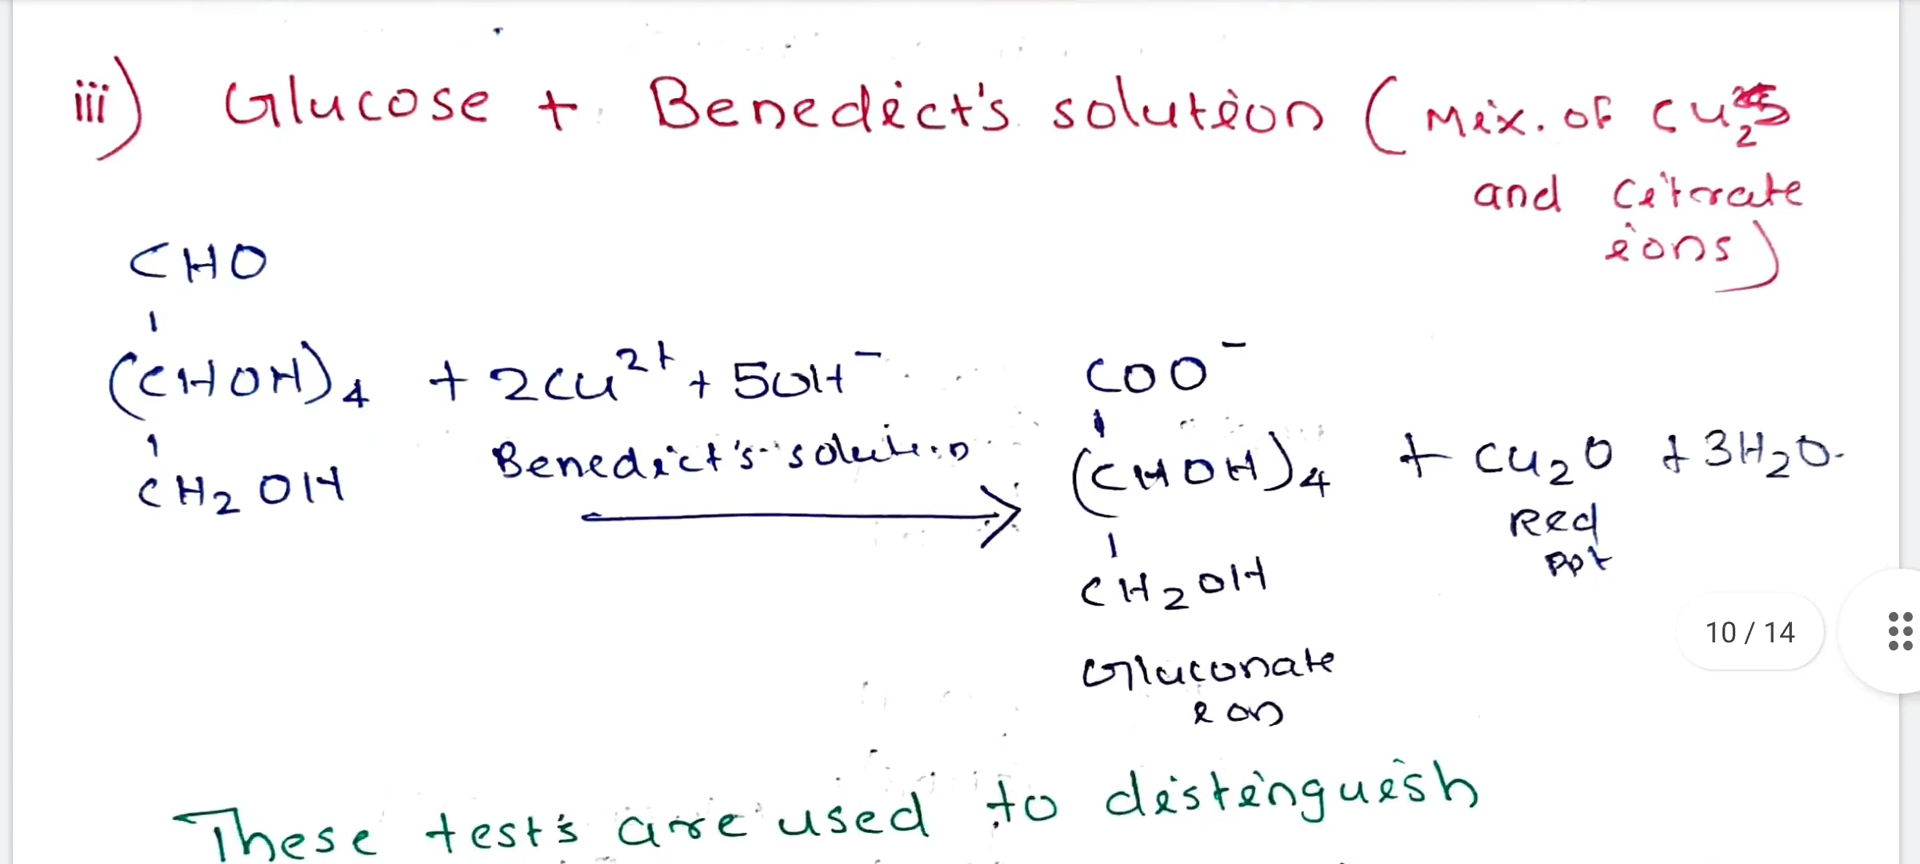 iii) Glucose + Benedict's solution (Mix. of
and citrate
ions)
CHO
(CHOH)4 + 2Cu²⁺ + 5OH⁻
CH₂OH
Benedict's solution
COO⁻
(CHOH)₄ + Cu₂O + 3H₂O.
Red
ppt
CH₂OH
10 / 14
Gluconate
ion
These tests are used to distinguish